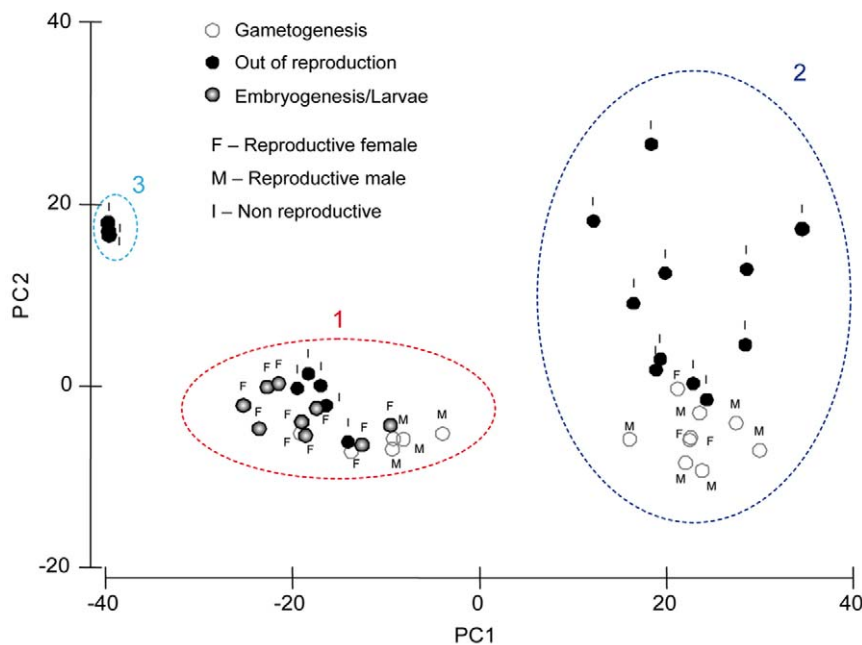 40
20
0
-20
PC2
Gametogenesis
Out of reproduction
Embryogenesis/Larvae
F – Reproductive female
M – Reproductive male
I – Non reproductive
3
I
I
I
1
I
F F I I
F I F M M
F F F I F M
F F M
2
I
I I
I I
I
I I
I I
F I
M M
M F F M
M M
-40 -20 0 20 40
PC1